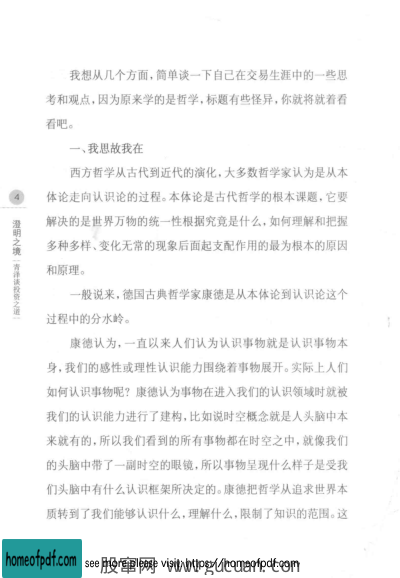 我想从几个方面，简单谈一下自己在交易生涯中的一些思
考和观点，因为原来学的是哲学，标题有些怪异，你就将就着看
看吧。
一、我思故我在
西方哲学从古代到近代的演化，大多数哲学家认为是从本
体论走向认识论的过程。本体论是古代哲学的根本课题，它要
解决的是世界万物的统一性根据究竟是什么，如何理解和把握
多种多样、变化无常的现象后面起支配作用的最为根本的原因
和原理。
一般说来，德国古典哲学家康德是从本体论到认识论这个
过程中的分水岭。
康德认为，一直以来人们认为认识事物就是认识事物本
身，我们的感性或理性认识能力围绕着事物展开。实际上人们
如何认识事物呢？康德认为事物在进入我们的认识领域时就被
我们的认识能力进行了建构，比如说时空概念就是人头脑中本
来就有的，所以我们看到的所有事物都在时空之中，就像我们
的头脑中带了一副时空的眼镜，所以事物呈现什么样子是受我
们头脑中有什么认识框架所决定的。康德把哲学从追求世界本
质转到了我们能够认识什么，理解什么，限制了知识的范围。这
4
澄明之境
青泽谈投资之道
homeofpdf.com
see more please visit: https://homeofpdf.com
股窜网 www.gucuan.com